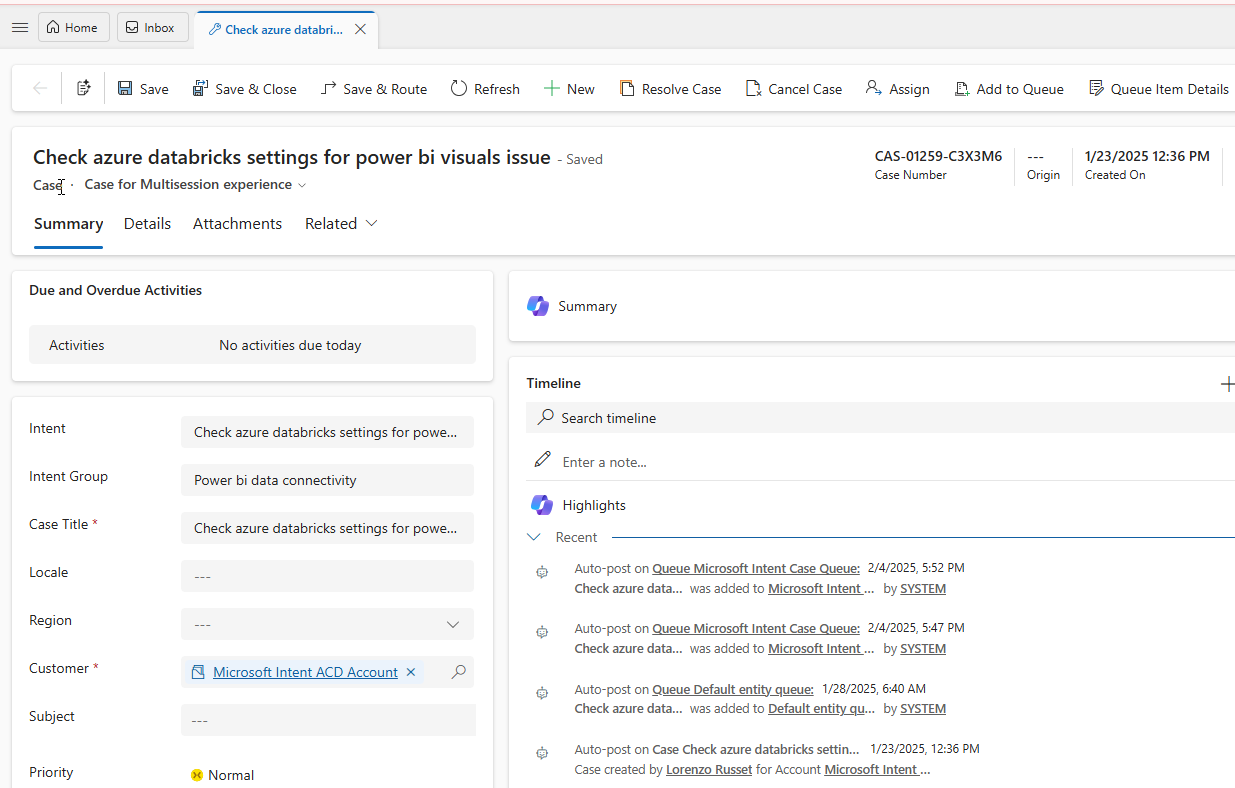 Home
Inbox
Check azure databri...
Save
Save & Close
Save & Route
Refresh
New
Resolve Case
Cancel Case
Assign
Add to Queue
Queue Item Details
Check azure databricks settings for power bi visuals issue - Saved
Case · Case for Multisession experience
CAS-01259-C3X3M6
Case Number
---
Origin
1/23/2025 12:36 PM
Created On
Summary
Details
Attachments
Related
Due and Overdue Activities
Activities
No activities due today
Intent
Check azure databricks settings for powe...
Intent Group
Power bi data connectivity
Case Title *
Check azure databricks settings for powe...
Locale
---
Region
---
Customer *
Microsoft Intent ACD Account
Subject
---
Priority
Normal
Summary
Timeline
Search timeline
Enter a note...
Highlights
Recent
Auto-post on Queue Microsoft Intent Case Queue: 2/4/2025, 5:52 PM
Check azure data... was added to Microsoft Intent ... by SYSTEM
Auto-post on Queue Microsoft Intent Case Queue: 2/4/2025, 5:47 PM
Check azure data... was added to Microsoft Intent ... by SYSTEM
Auto-post on Queue Default entity queue: 1/28/2025, 6:40 AM
Check azure data... was added to Default entity qu... by SYSTEM
Auto-post on Case Check azure databricks settin... 1/23/2025, 12:36 PM
Case created by Lorenzo Russet for Account Microsoft Intent ...